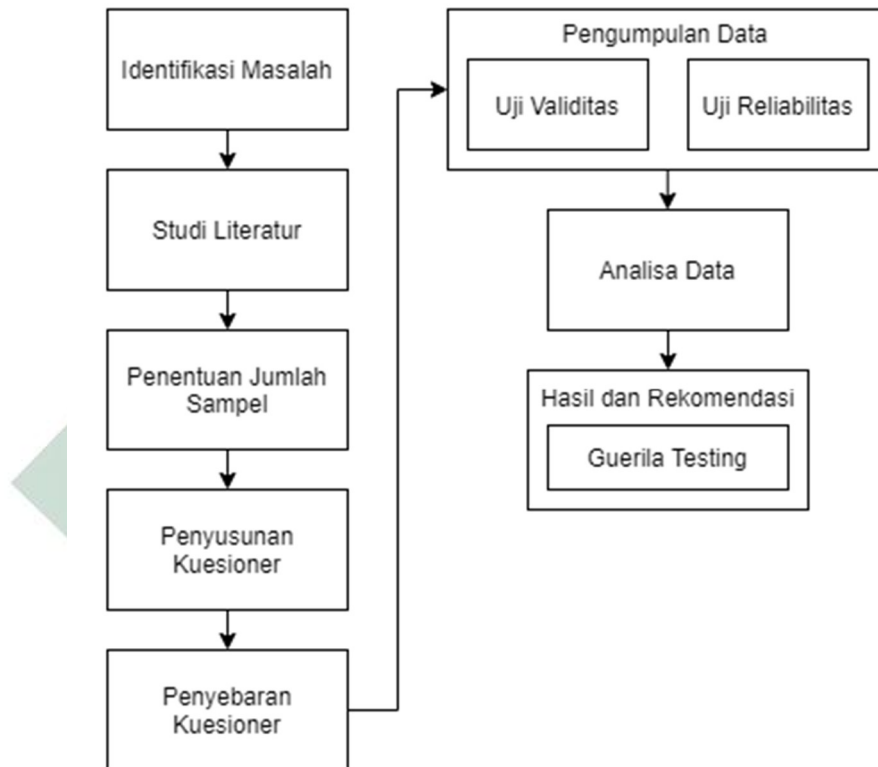 Identifikasi Masalah
Studi Literatur
Penentuan Jumlah
Sampel
Penyusunan
Kuesioner
Penyebaran
Kuesioner
Pengumpulan Data
Uji Validitas
Uji Reliabilitas
Analisa Data
Hasil dan Rekomendasi
Guerila Testing